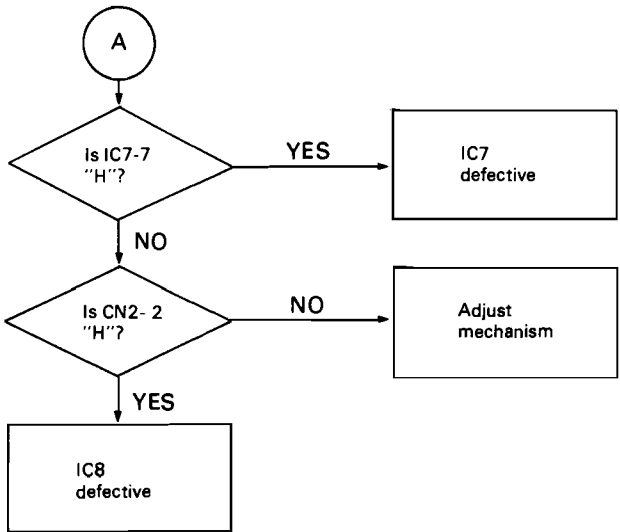 A
Is IC7-7
"H"?
YES
IC7
defective
NO
Is CN2- 2
"H"?
NO
Adjust
mechanism
YES
IC8
defective